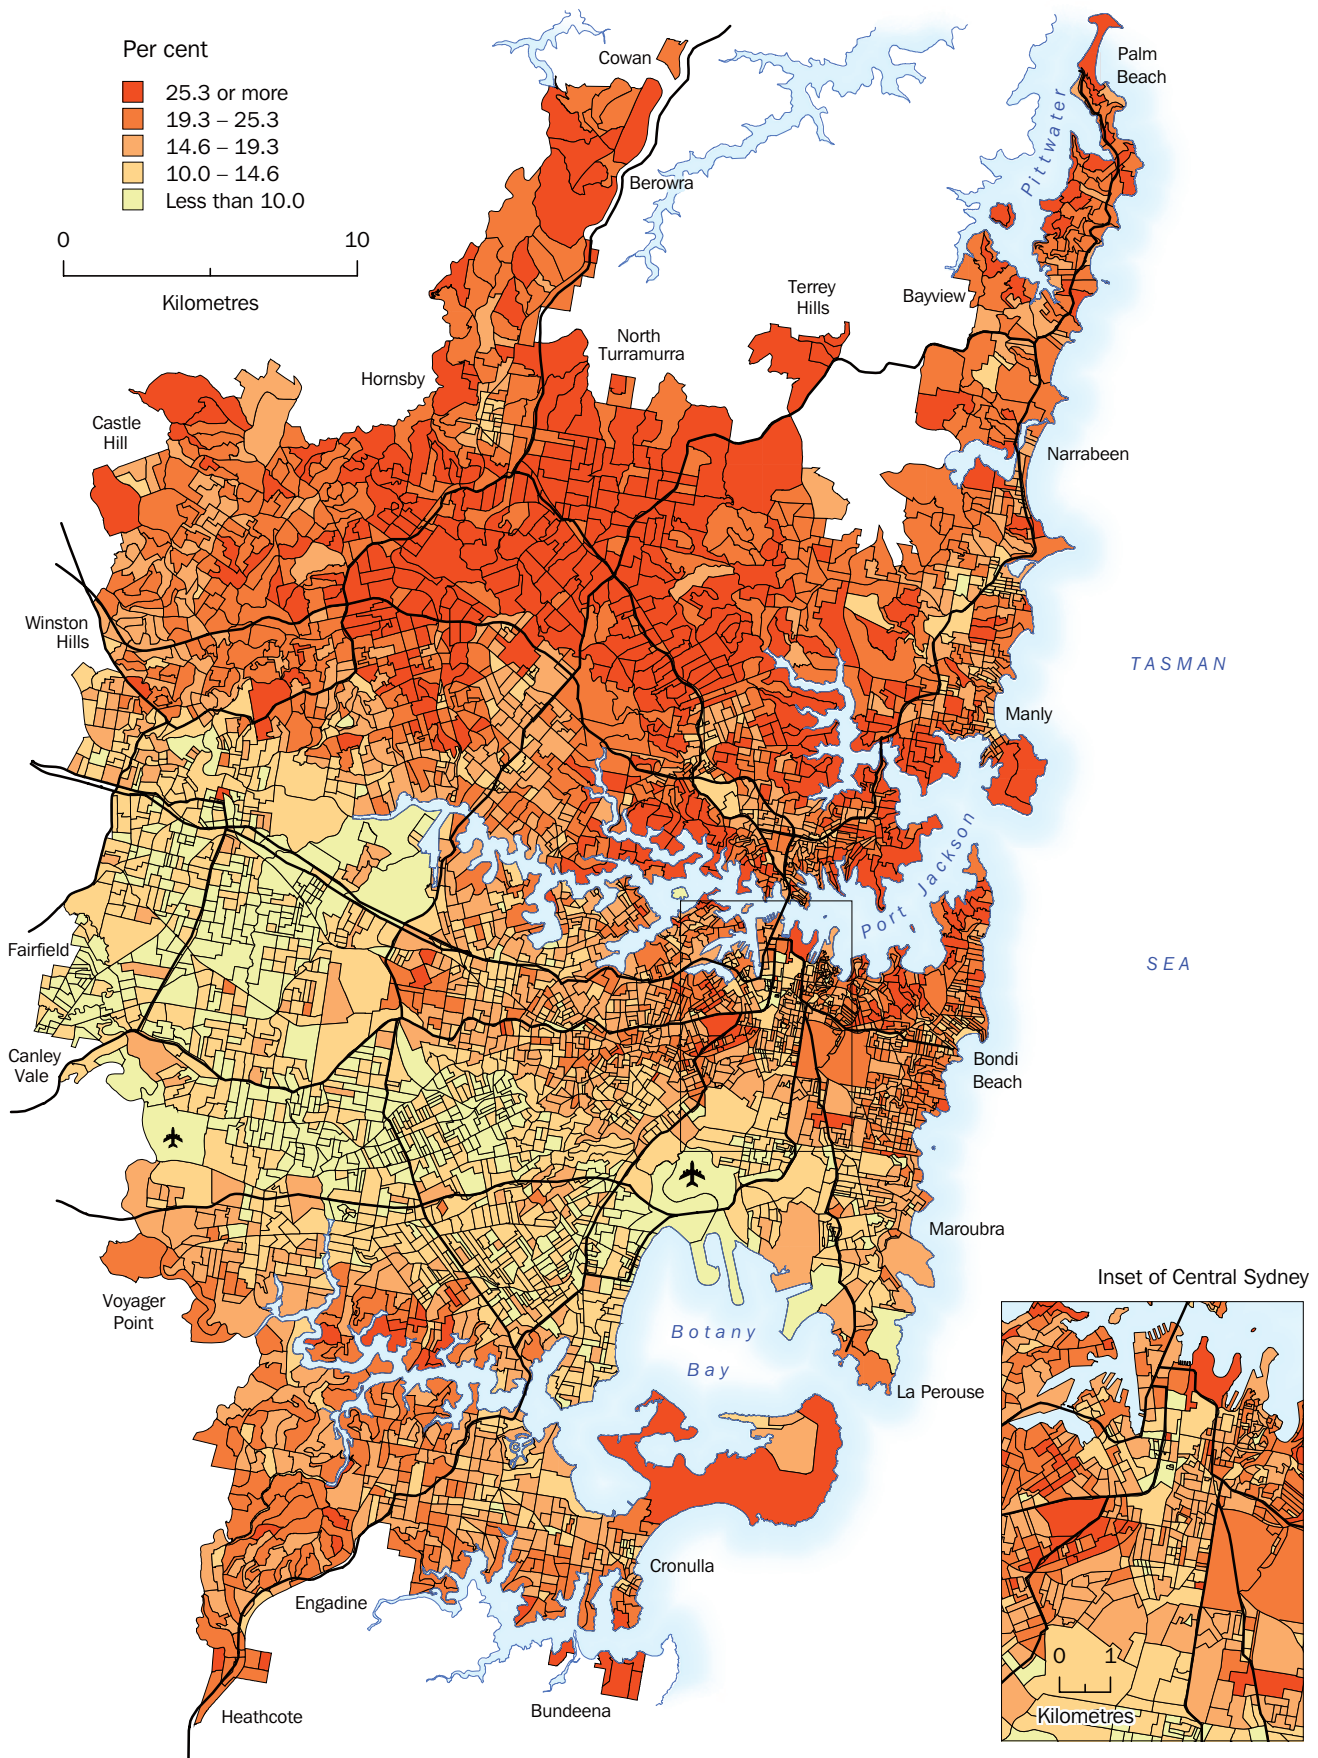 Per cent
25.3 or more
19.3 – 25.3
14.6 – 19.3
10.0 – 14.6
Less than 10.0
0 10
Kilometres
Cowan
Palm
Beach
Pittwater
Berowra
Terrey
Hills
Bayview
North
Turramurra
Hornsby
Castle
Hill
Narrabeen
Winston
Hills
TASMAN
Manly
Port Jackson
Fairfield
SEA
Canley
Vale
Bondi
Beach
Maroubra
Voyager
Point
Botany
Bay
La Perouse
Inset of Central Sydney
Cronulla
Engadine
Bundeena
Heathcote
0 1
Kilometres